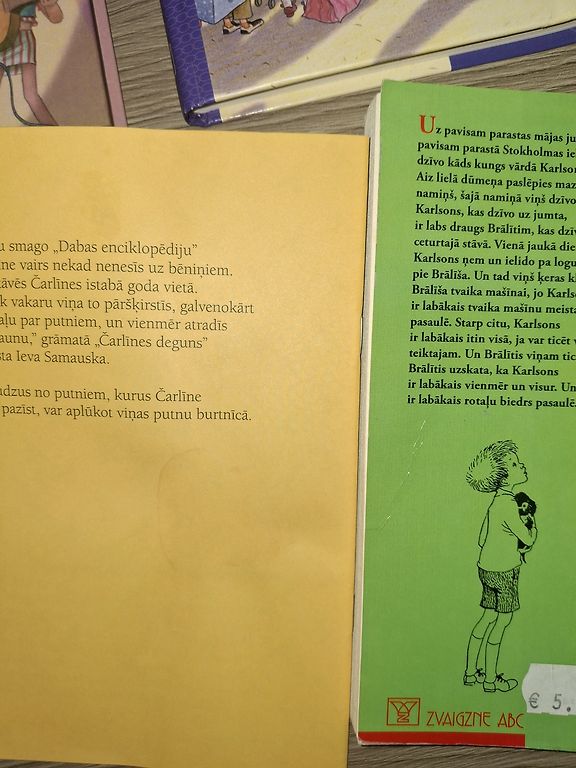 u smago „Dabas enciklopēdiju”
ne vairs nekad nenesīs uz bēniņiem.
āvēs Čarlīnes istabā goda vietā.
k vakaru viņa to pāršķirstīs, galvenokārt
aļu par putniem, un vienmēr atradīs
aunu,” grāmatā „Čarlīnes deguns”
sta Ieva Samauska.
udzus no putniem, kurus Čarlīne
pazīst, var aplūkot viņas putnu burtnīcā.
Uz pavisam parastas mājas ju
pavisam parastā Stokholmas ie
dzīvo kāds kungs vārdā Karlson
Aiz lielā dūmeņa paslēpies maz
namiņš, šajā namiņā viņš dzīvo
Karlsons, kas dzīvo uz jumta,
ir labs draugs Brālītim, kas dzīv
ceturtajā stāvā. Vienā jaukā die
Karlsons ņem un ielido pa logu
pie Brālīša. Un tad viņš ķeras kl
Brālīša tvaika mašīnai, jo Karls
ir labākais tvaika mašīnu meista
pasaulē. Starp citu, Karlsons
ir labākais itin visā, ja var ticēt v
teiktajam. Un Brālītis viņam tic
Brālītis uzskata, ka Karlsons
ir labākais vienmēr un visur. Un
ir labākais rotaļu biedrs pasaulē.
ZVAIGZNE ABC
€ 5.